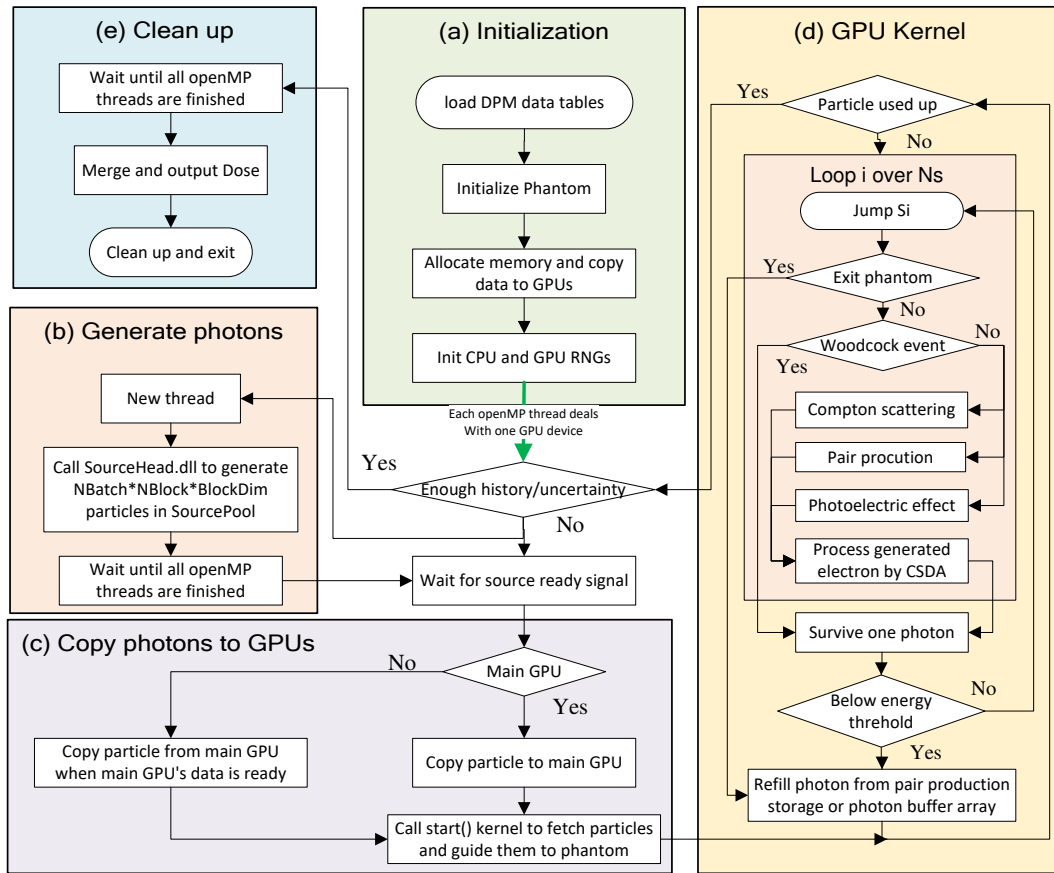 (e) Clean up
Wait until all openMP
threads are finished
Merge and output Dose
Clean up and exit
(a) Initialization
load DPM data tables
Initialize Phantom
Allocate memory and copy
data to GPUs
Init CPU and GPU RNGs
Each openMP thread deals
With one GPU device
(b) Generate photons
New thread
Call SourceHead.dll to generate
NBatch*NBlock*BlockDim
particles in SourcePool
Wait until all openMP
threads are finished
Yes
Enough history/uncertainty
No
Wait for source ready signal
(c) Copy photons to GPUs
No
Main GPU
Yes
Copy particle from main GPU
when main GPU's data is ready
Copy particle to main GPU
Call start() kernel to fetch particles
and guide them to phantom
(d) GPU Kernel
Yes
Particle used up
No
Loop i over Ns
Jump Si
Yes
Exit phantom
No
No
Woodcock event
Yes
Compton scattering
Pair procution
Photoelectric effect
Process generated
electron by CSDA
Survive one photon
Below energy
threhold
No
Yes
Refill photon from pair production
storage or photon buffer array